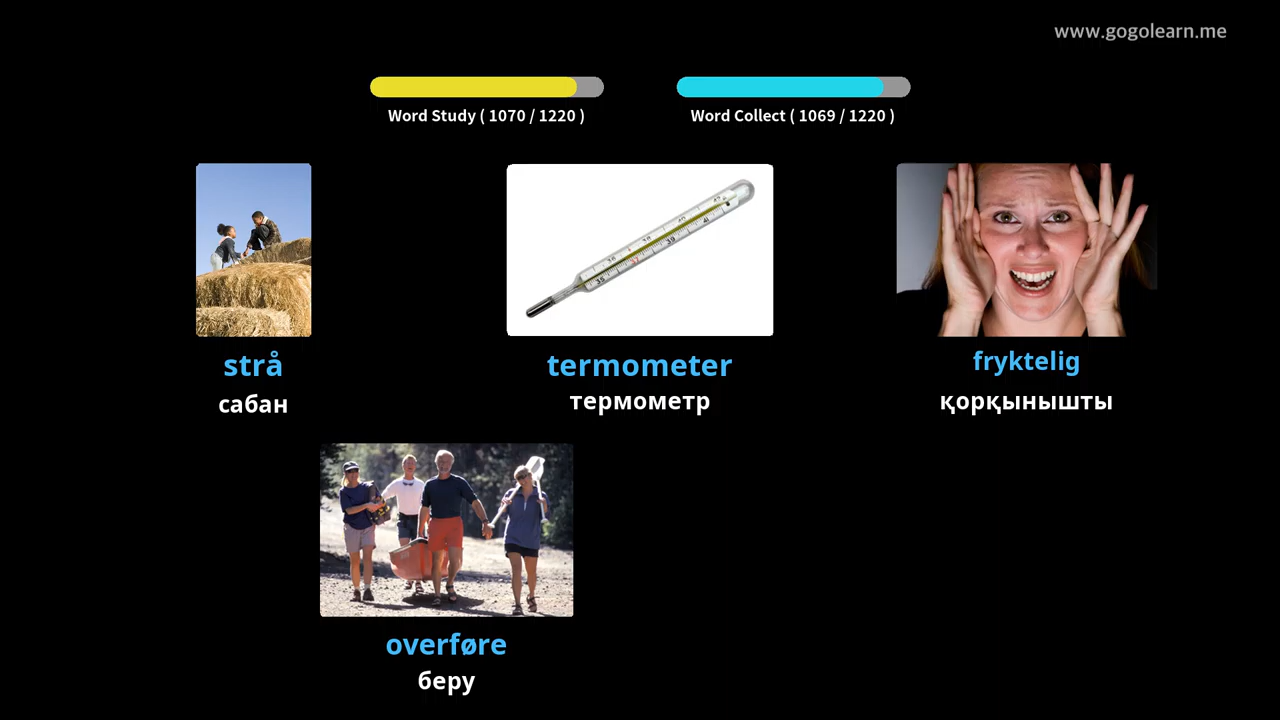 www.gogolearn.me
Word Study ( 1070 / 1220 )
Word Collect ( 1069 / 1220 )
strå
сабан
termometer
термометр
fryktelig
қорқынышты
overføre
беру